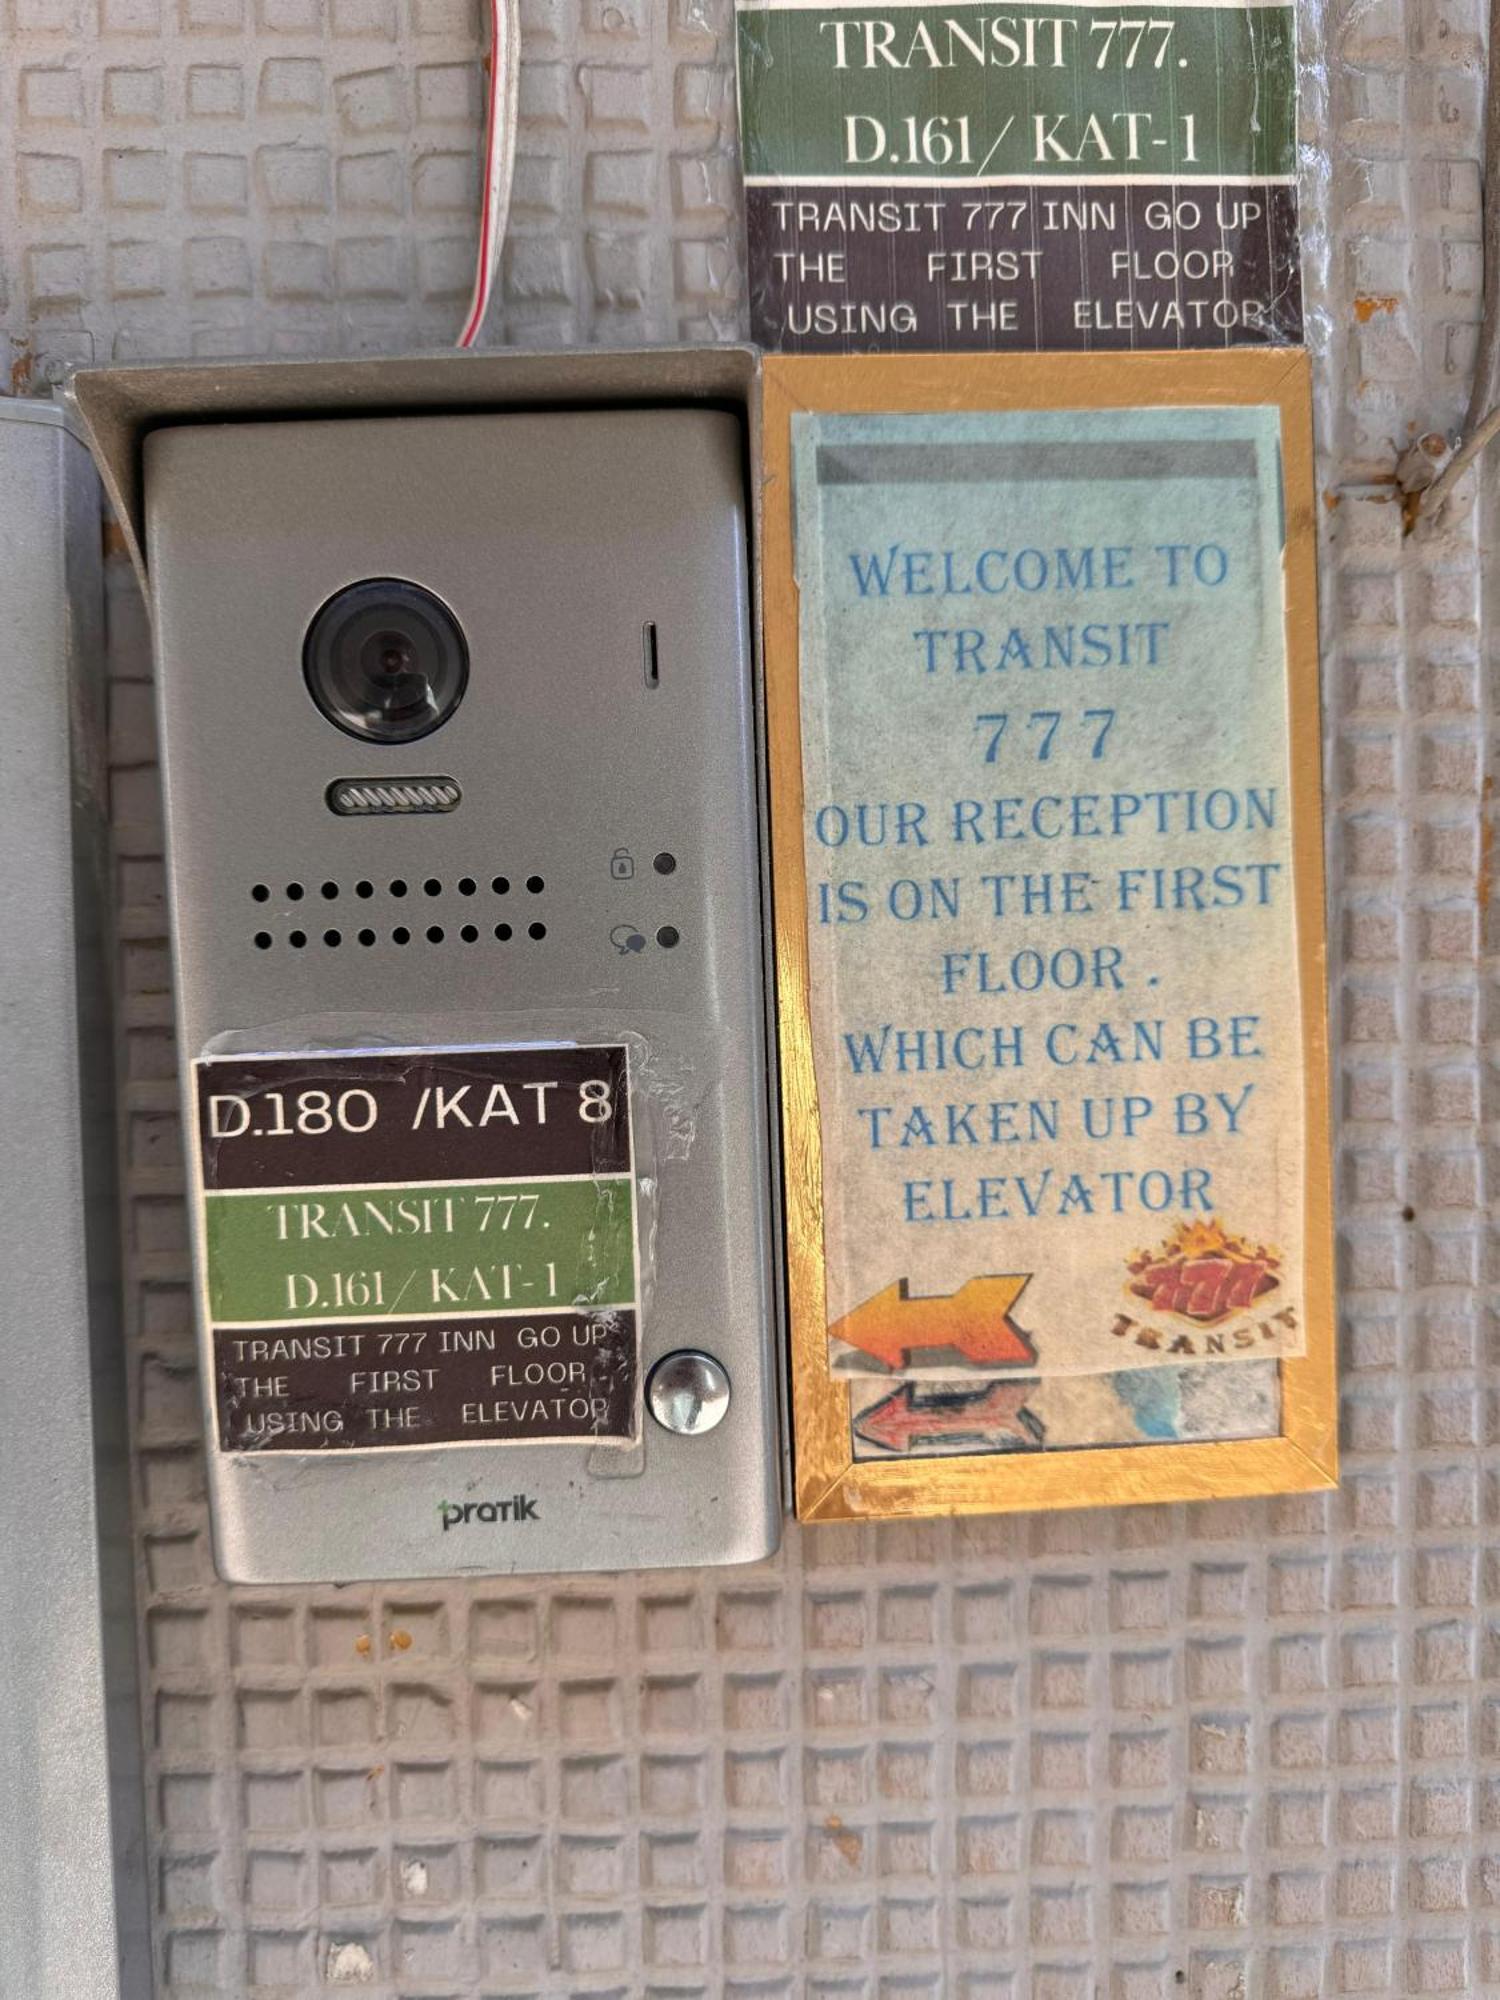 TRANSIT 777.
D.161/ KAT-1
TRANSIT 777 INN GO UP
THE FIRST FLOOR
USING THE ELEVATOR
WELCOME TO
TRANSIT
777
OUR RECEPTION
IS ON THE FIRST
FLOOR .
WHICH CAN BE
TAKEN UP BY
ELEVATOR
777
TRANSIT
D.180 /KAT 8
TRANSIT 777.
D.161/ KAT-1
TRANSIT 777 INN GO UP
THE FIRST FLOOR
USING THE ELEVATOR
pratik